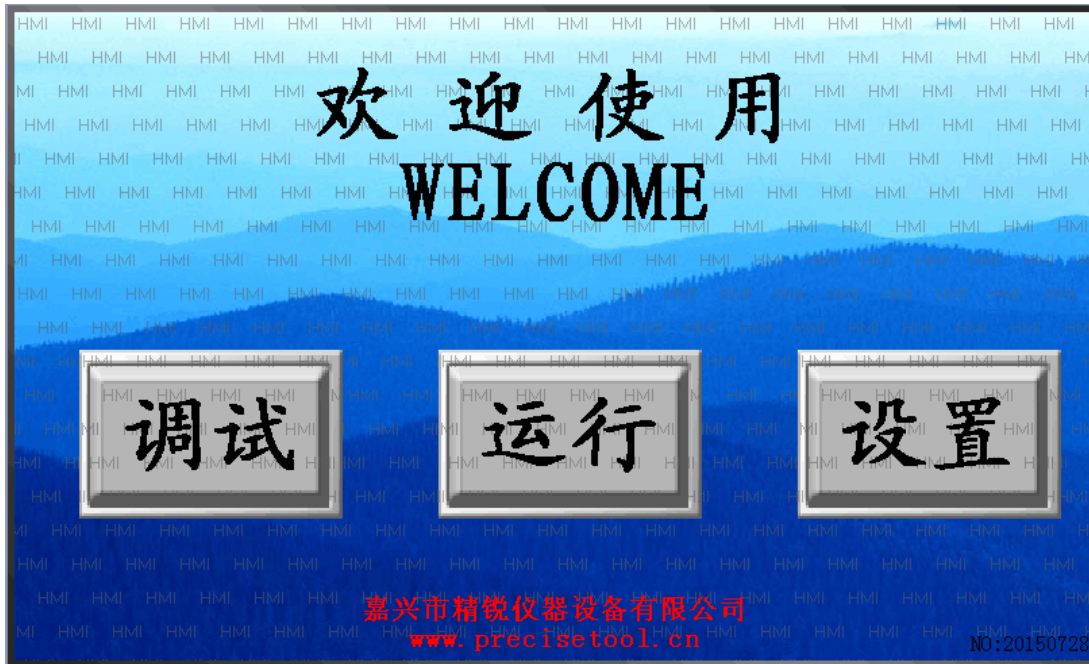 欢迎使用
WELCOME
调试 运行 设置
嘉兴市精锐仪器设备有限公司
www.precisetool.cn
NO:20150728